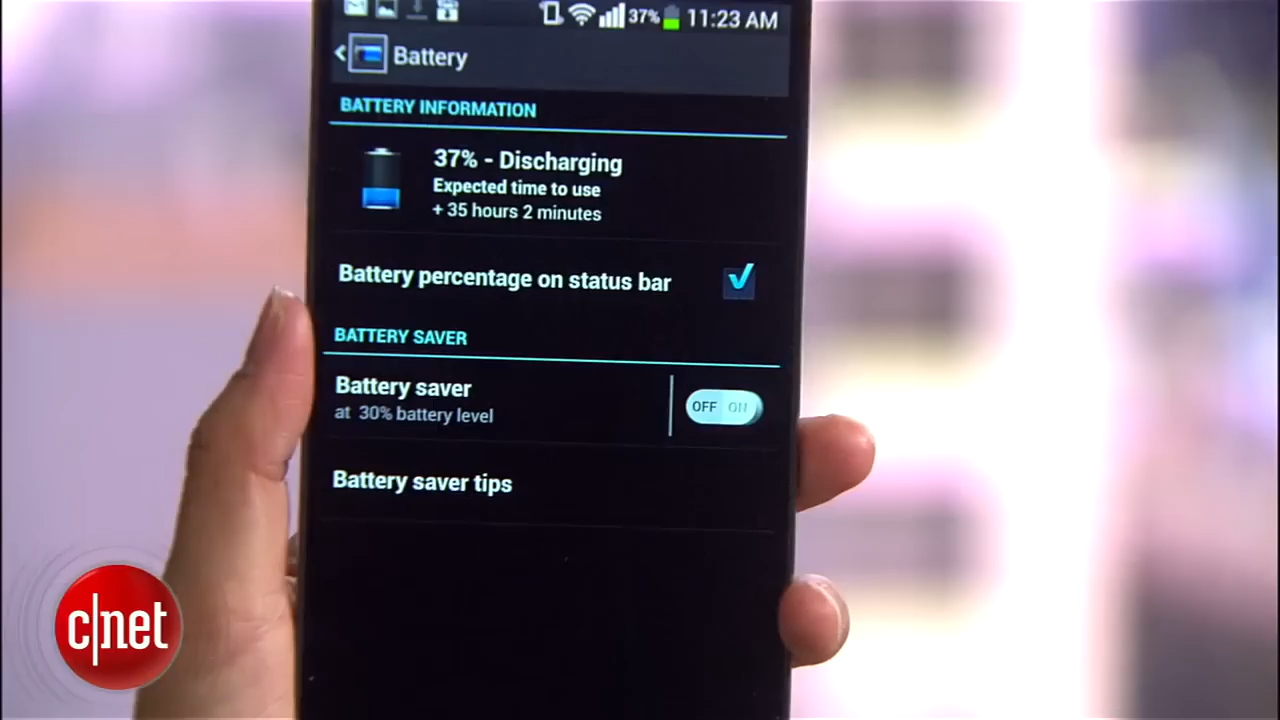 37% 11:23 AM
Battery
BATTERY INFORMATION
37% - Discharging
Expected time to use
+ 35 hours 2 minutes
Battery percentage on status bar
BATTERY SAVER
Battery saver
at 30% battery level
OFF ON
Battery saver tips
c|net